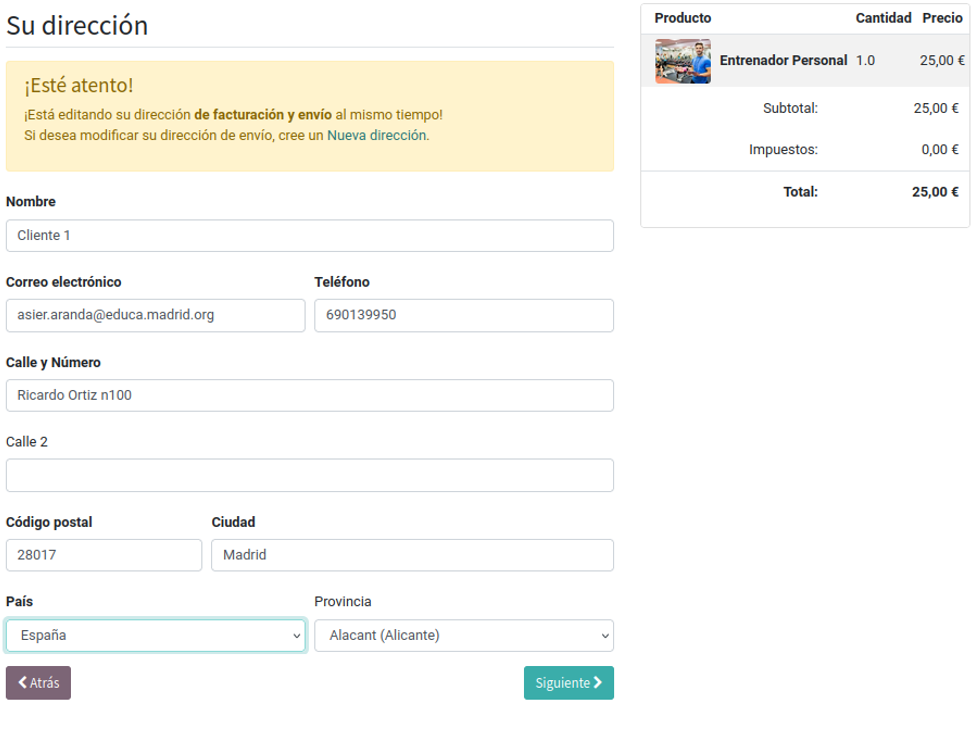 Su dirección
¡Esté atento!
¡Está editando su dirección de facturación y envío al mismo tiempo!
Si desea modificar su dirección de envío, cree un Nueva dirección.
Nombre
Cliente 1
Correo electrónico
Teléfono
asier.aranda@educa.madrid.org
690139950
Calle y Número
Ricardo Ortiz n100
Calle 2
Código postal
Ciudad
28017
Madrid
País
Provincia
España
Alacant (Alicante)
Atrás
Siguiente
Producto Cantidad Precio
Entrenador Personal 1.0 25,00 €
Subtotal: 25,00 €
Impuestos: 0,00 €
Total: 25,00 €